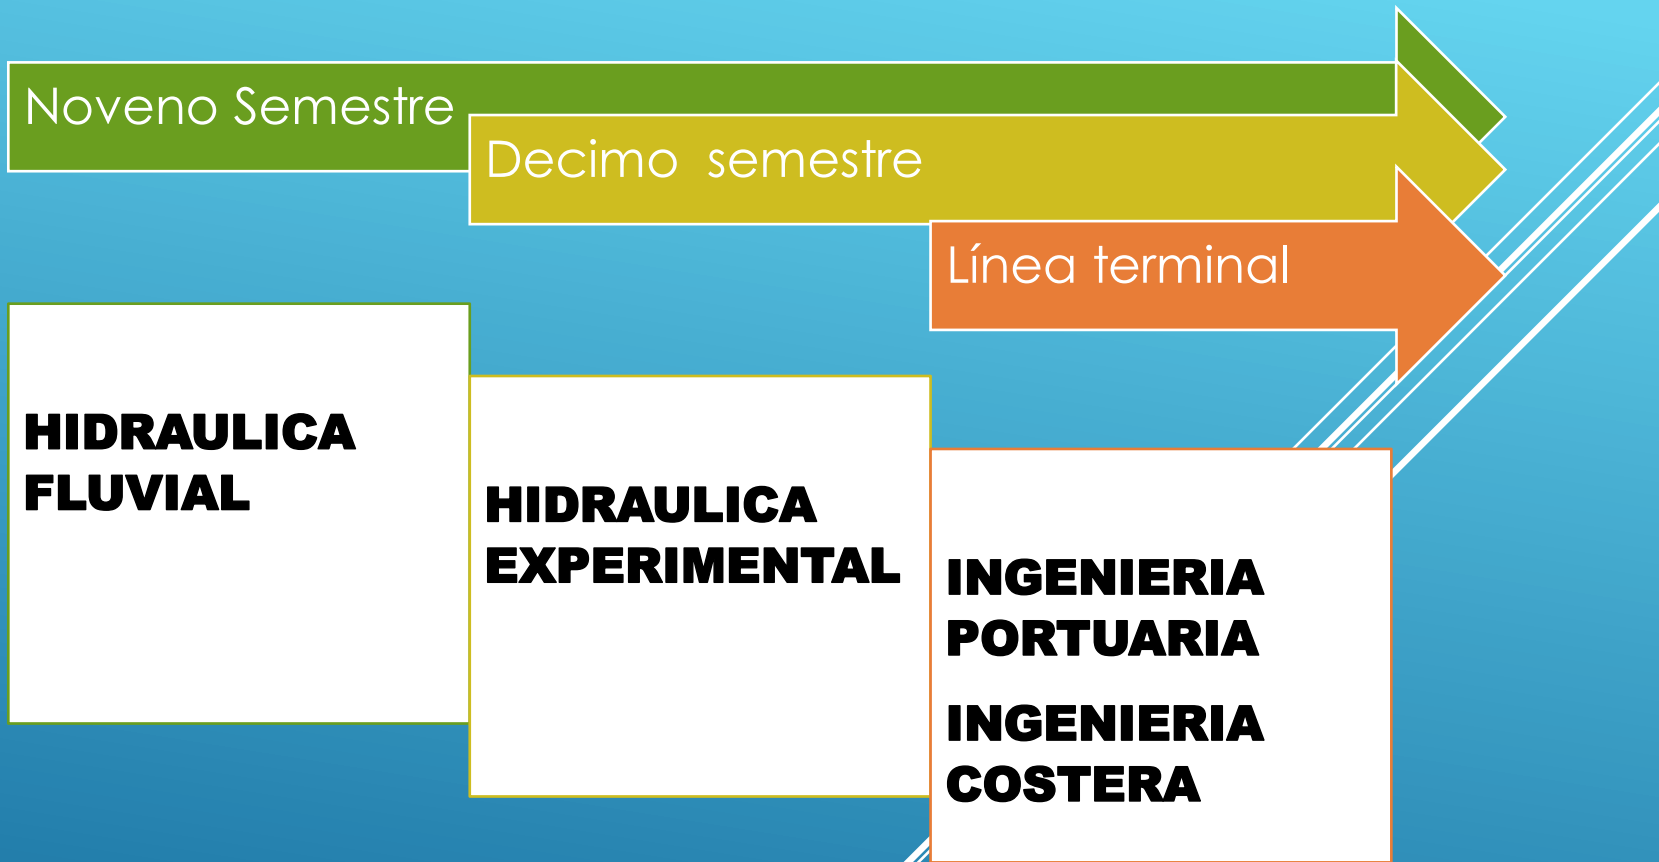 Noveno Semestre
Decimo semestre
Línea terminal
HIDRAULICA
FLUVIAL
HIDRAULICA
EXPERIMENTAL
INGENIERIA
PORTUARIA
INGENIERIA
COSTERA